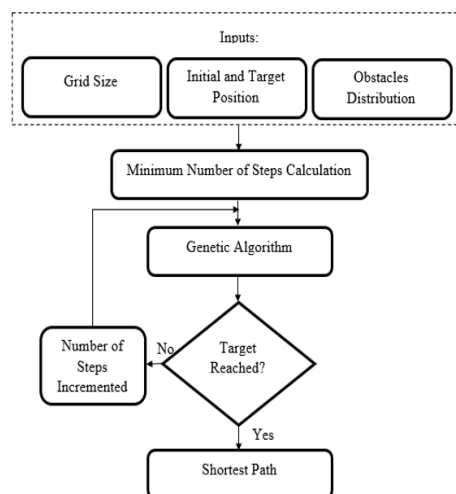 Inputs:
Grid Size
Initial and Target
Position
Obstacles
Distribution
Minimum Number of Steps Calculation
Genetic Algorithm
Target
Reached?
No
Number of
Steps
Incremented
Yes
Shortest Path